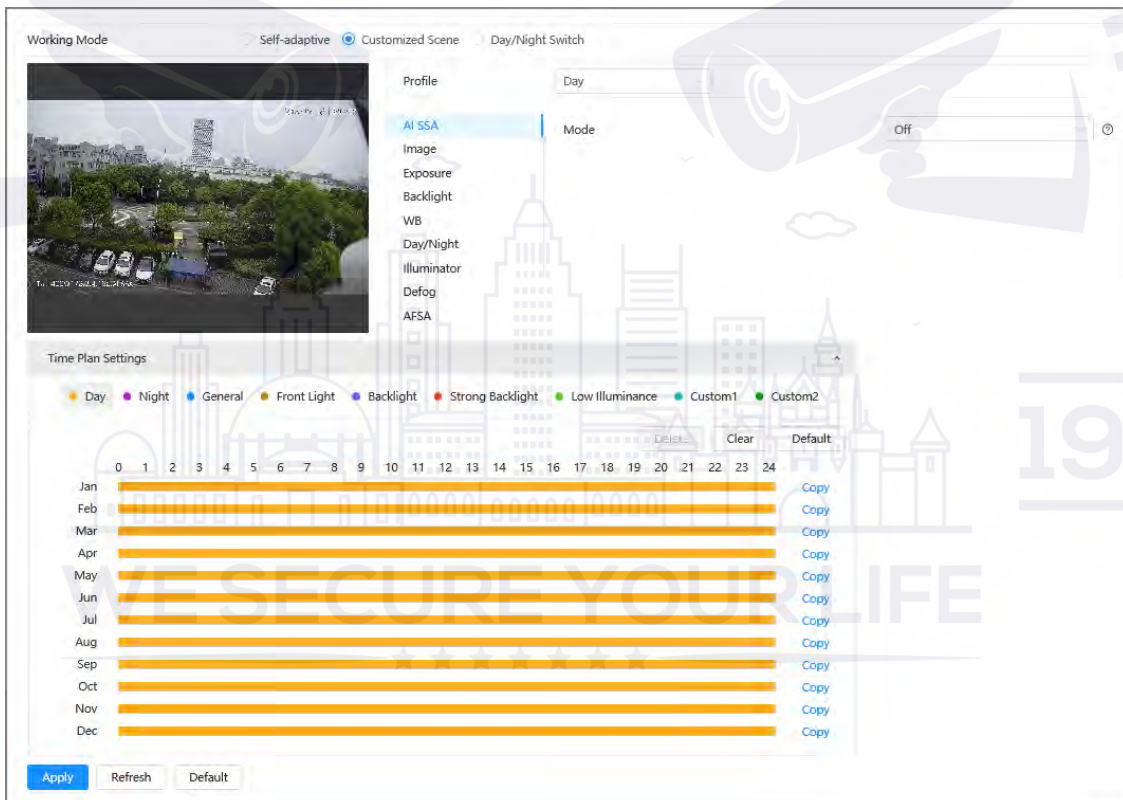 Working Mode Self-adaptive Customized Scene Day/Night Switch
Profile Day
AI SSA Mode Off
Image
Exposure
Backlight
WB
Day/Night
Illuminator
Defog
AFSA
Time Plan Settings
Day Night General Front Light Backlight Strong Backlight Low Illuminance Custom1 Custom2
Delete Clear Default
0 1 2 3 4 5 6 7 8 9 10 11 12 13 14 15 16 17 18 19 20 21 22 23 24
Jan Copy
Feb Copy
Mar Copy
Apr Copy
May Copy
Jun Copy
Jul Copy
Aug Copy
Sep Copy
Oct Copy
Nov Copy
Dec Copy
WE SECURE YOUR LIFE
19
Apply Refresh Default